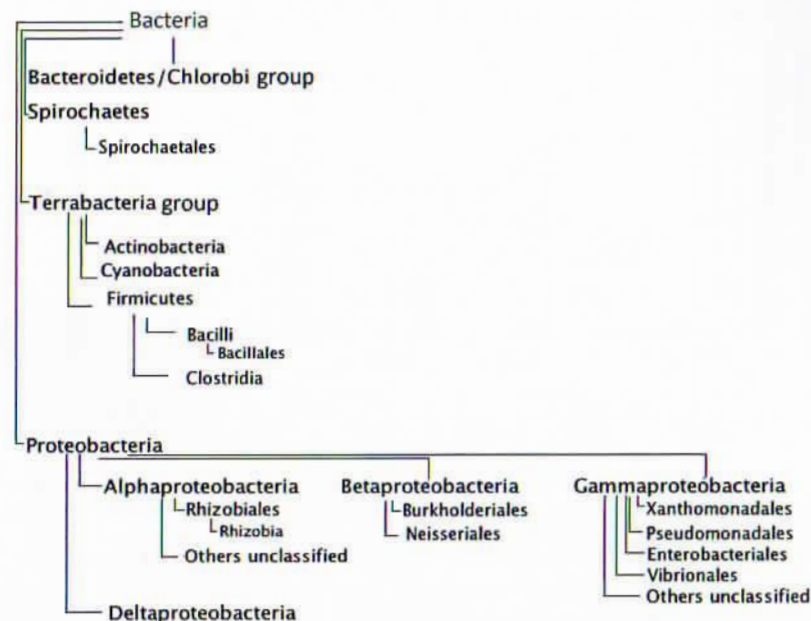 Bacteria
Bacteroidetes/Chlorobi group
Spirochaetes
Spirochaetales
Terrabacteria group
Actinobacteria
Cyanobacteria
Firmicutes
Bacilli
Bacillales
Clostridia
Proteobacteria
Alphaproteobacteria
Rhizobiales
Rhizobia
Others unclassified
Betaproteobacteria
Burkholderiales
Neisseriales
Gammaproteobacteria
Xanthomonadales
Pseudomonadales
Enterobacteriales
Vibrionales
Others unclassified
Deltaproteobacteria